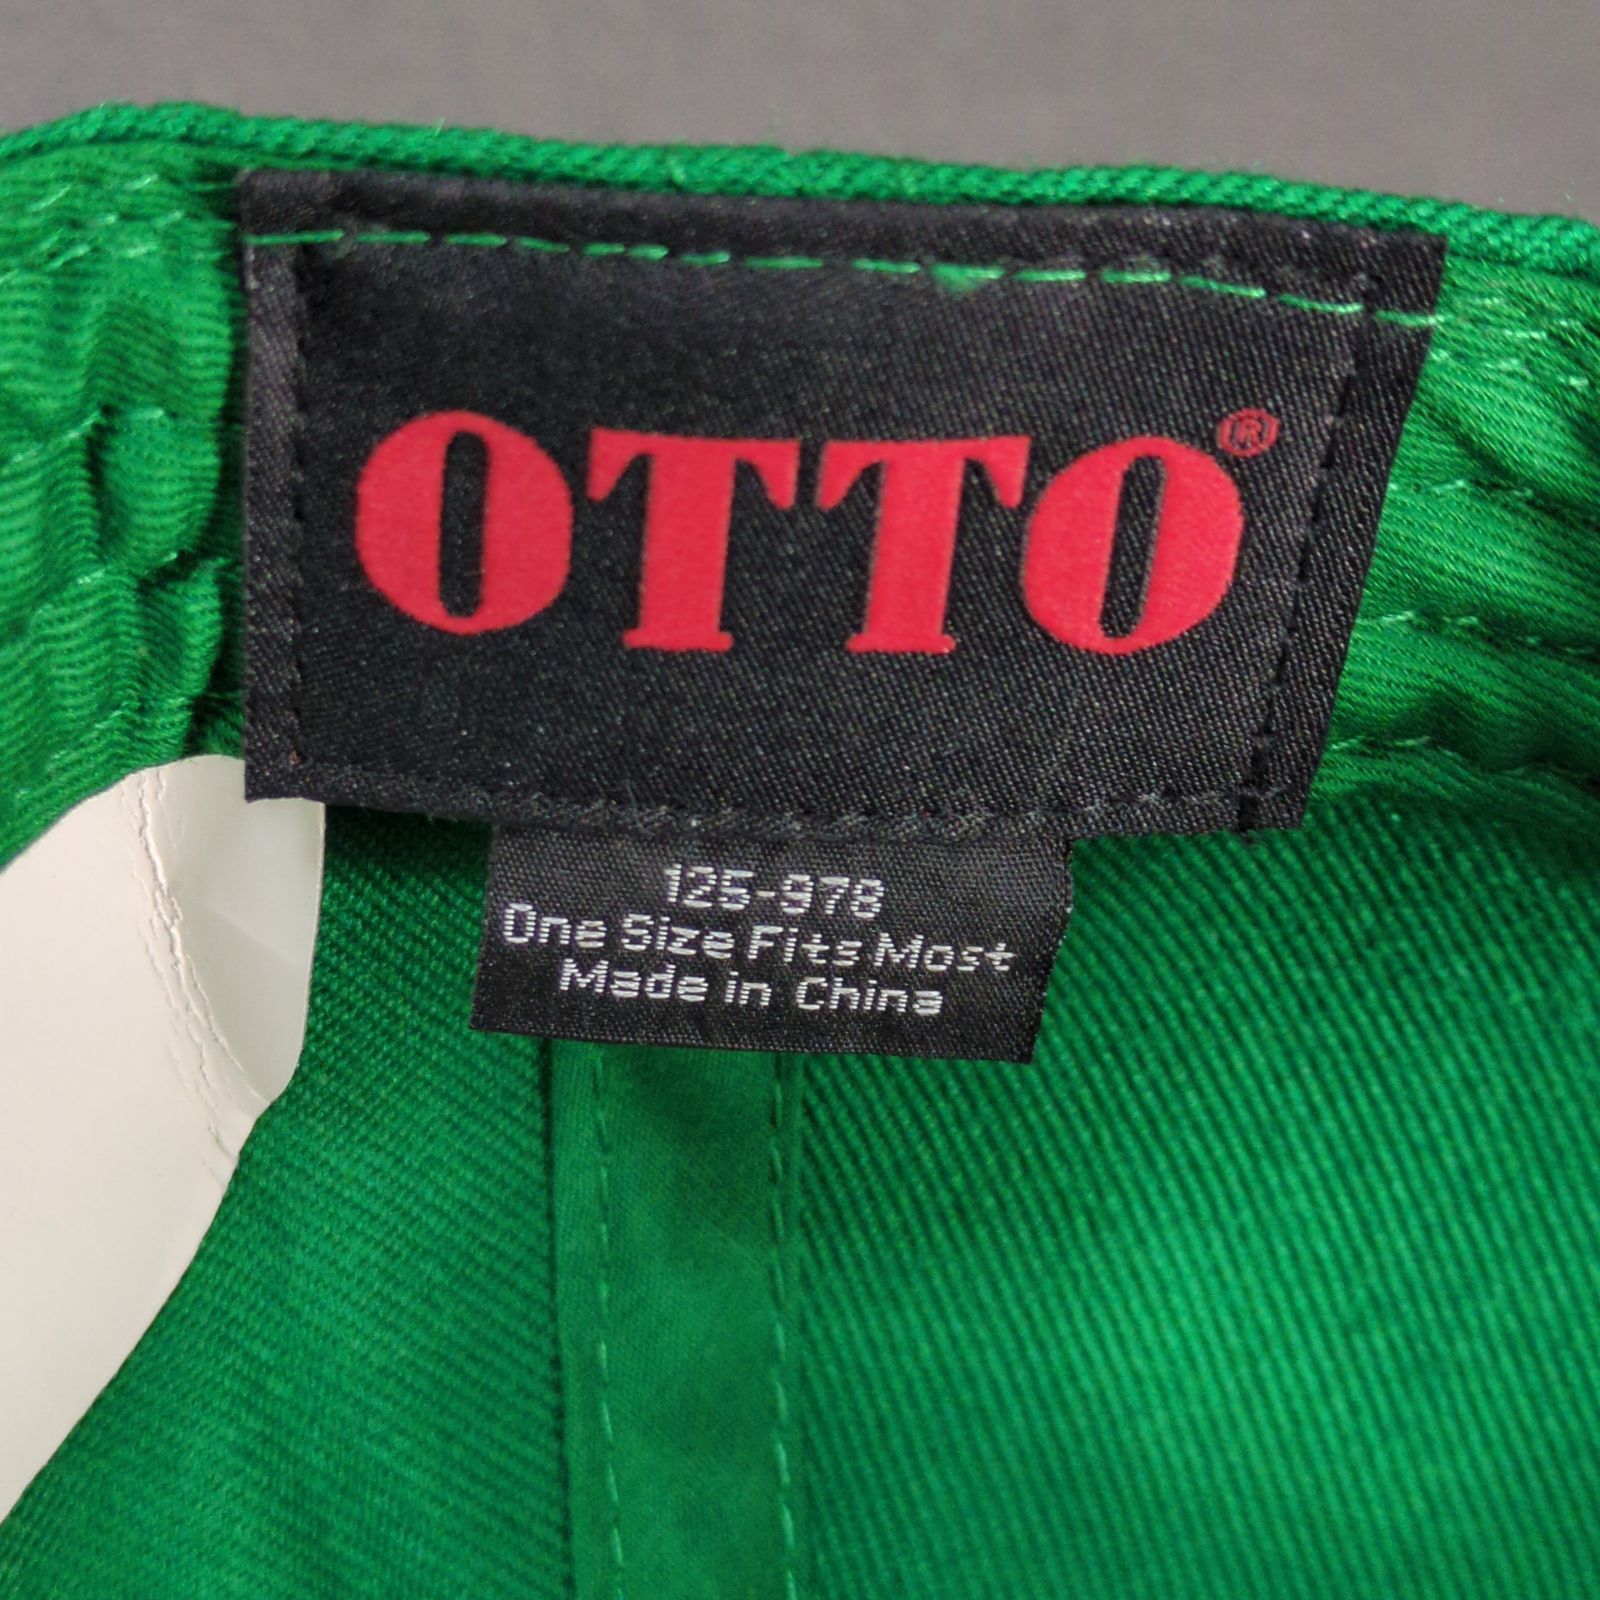 OTTO®
125-978
One Size Fits Most
Made in China